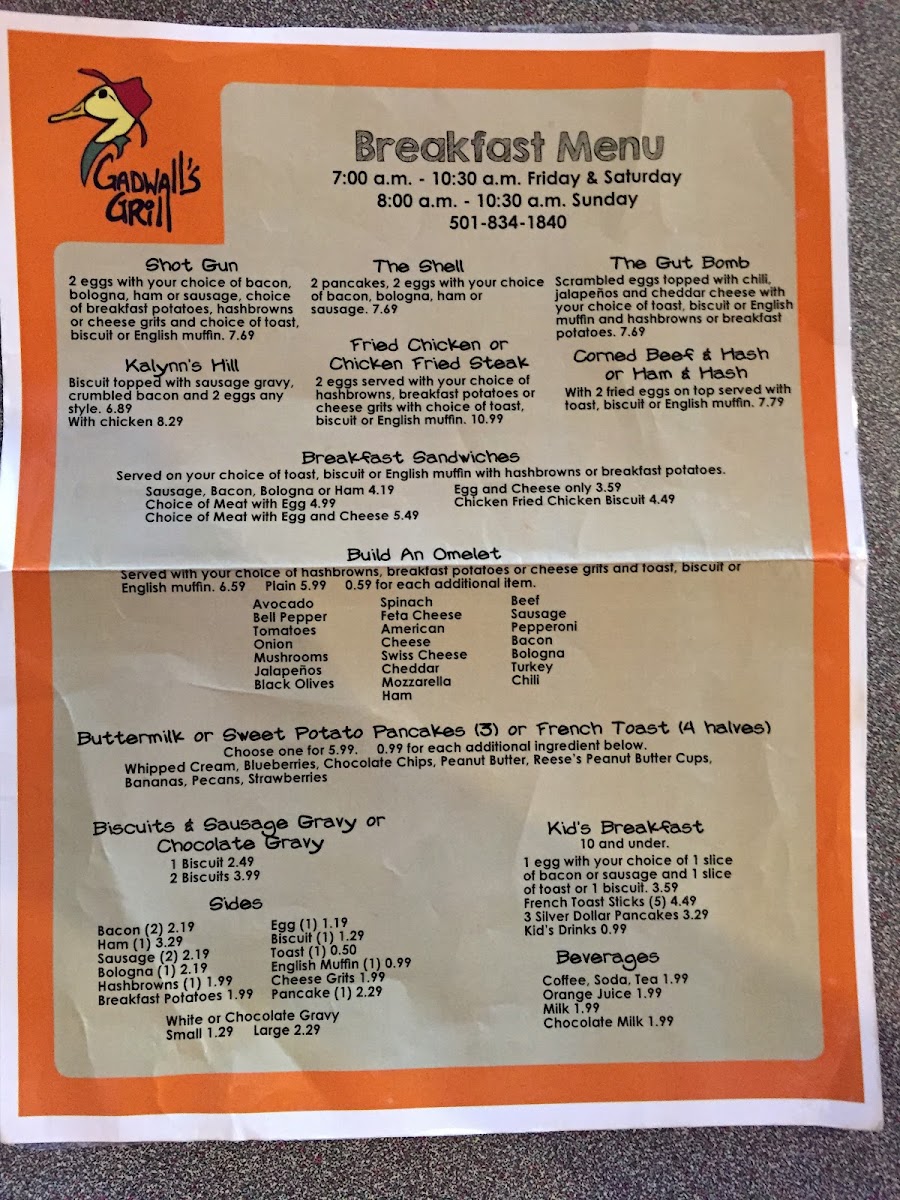 Gadwall's
Grill
Breakfast Menu
7:00 a.m. - 10:30 a.m. Friday & Saturday
8:00 a.m. - 10:30 a.m. Sunday
501-834-1840
Shot Gun
2 eggs with your choice of bacon,
bologna, ham or sausage, choice
of breakfast potatoes, hashbrowns
or cheese grits and choice of toast,
biscuit or English muffin. 7.69
The Shell
2 pancakes, 2 eggs with your choice
of bacon, bologna, ham or
sausage. 7.69
The Gut Bomb
Scrambled eggs topped with chili,
jalapeños and cheddar cheese with
your choice of toast, biscuit or English
muffin and hashbrowns or breakfast
potatoes. 7.69
Kalynn's Hill
Biscuit topped with sausage gravy,
crumbled bacon and 2 eggs any
style. 6.89
With chicken 8.29
Fried Chicken or
Chicken Fried Steak
2 eggs served with your choice of
hashbrowns, breakfast potatoes or
cheese grits with choice of toast,
biscuit or English muffin. 10.99
Corned Beef & Hash
or Ham & Hash
With 2 fried eggs on top served with
toast, biscuit or English muffin. 7.79
Breakfast Sandwiches
Served on your choice of toast, biscuit or English muffin with hashbrowns or breakfast potatoes.
Sausage, Bacon, Bologna or Ham 4.19
Choice of Meat with Egg 4.99
Choice of Meat with Egg and Cheese 5.49
Egg and Cheese only 3.59
Chicken Fried Chicken Biscuit 4.49
Build An Omelet
Served with your choice of hashbrowns, breakfast potatoes or cheese grits and toast, biscuit or
English muffin. 6.59 Plain 5.99 0.59 for each additional item.
Avocado
Bell Pepper
Tomatoes
Onion
Mushrooms
Jalapeños
Black Olives
Spinach
Feta Cheese
American
Cheese
Swiss Cheese
Cheddar
Mozzarella
Ham
Beef
Sausage
Pepperoni
Bacon
Bologna
Turkey
Chili
Buttermilk or Sweet Potato Pancakes (3) or French Toast (4 halves)
Choose one for 5.99. 0.99 for each additional ingredient below.
Whipped Cream, Blueberries, Chocolate Chips, Peanut Butter, Reese's Peanut Butter Cups,
Bananas, Pecans, Strawberries
Biscuits & Sausage Gravy or
Chocolate Gravy
1 Biscuit 2.49
2 Biscuits 3.99
Sides
Bacon (2) 2.19
Ham (1) 3.29
Sausage (2) 2.19
Bologna (1) 2.19
Hashbrowns (1) 1.99
Breakfast Potatoes 1.99
Egg (1) 1.19
Biscuit (1) 1.29
Toast (1) 0.50
English Muffin (1) 0.99
Cheese Grits 1.99
Pancake (1) 2.29
White or Chocolate Gravy
Small 1.29 Large 2.29
Kid's Breakfast
10 and under.
1 egg with your choice of 1 slice
of bacon or sausage and 1 slice
of toast or 1 biscuit. 3.59
French Toast Sticks (5) 4.49
3 Silver Dollar Pancakes 3.29
Kid's Drinks 0.99
Beverages
Coffee, Soda, Tea 1.99
Orange Juice 1.99
Milk 1.99
Chocolate Milk 1.99